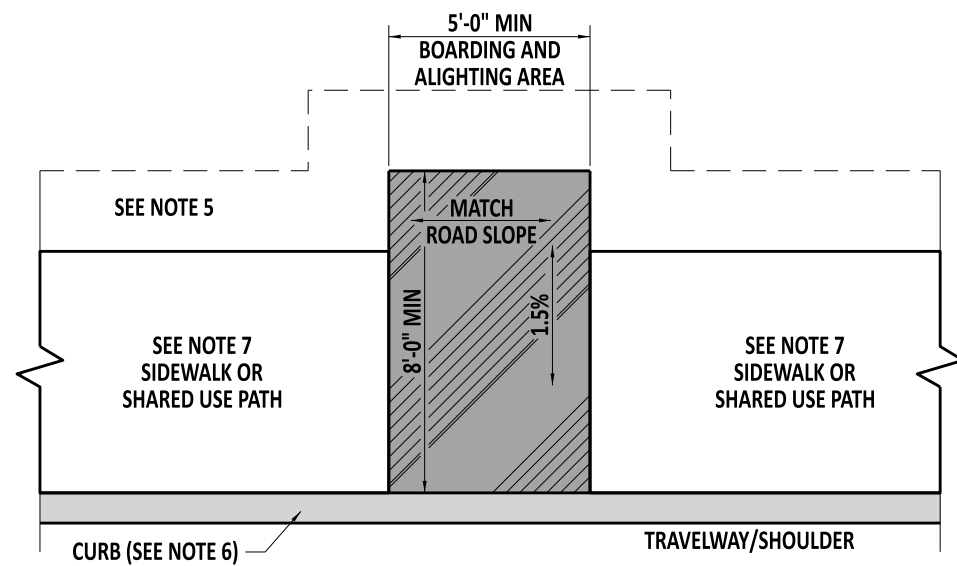 5'-0" MIN
BOARDING AND
ALIGHTING AREA
SEE NOTE 5
MATCH
ROAD SLOPE
8'-0" MIN
1.5%
SEE NOTE 7
SIDEWALK OR
SHARED USE PATH
SEE NOTE 7
SIDEWALK OR
SHARED USE PATH
CURB (SEE NOTE 6)
TRAVELWAY/SHOULDER